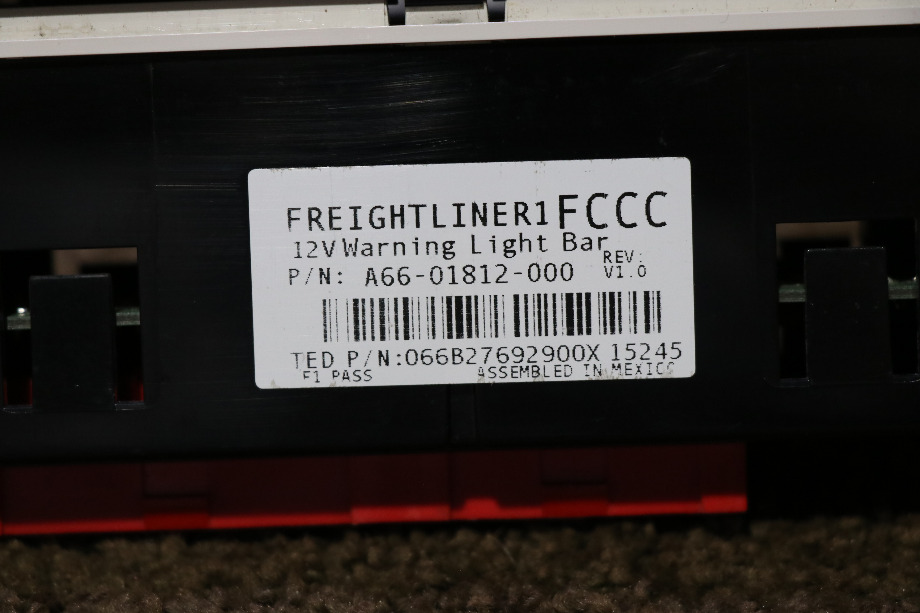 FREIGHTLINER1 FCCC
12V Warning Light Bar
P/N: A66-01812-000 REV:
V1.0
TED P/N:066B27692900X 15245
F1 PASS ASSEMBLED IN MEXICO